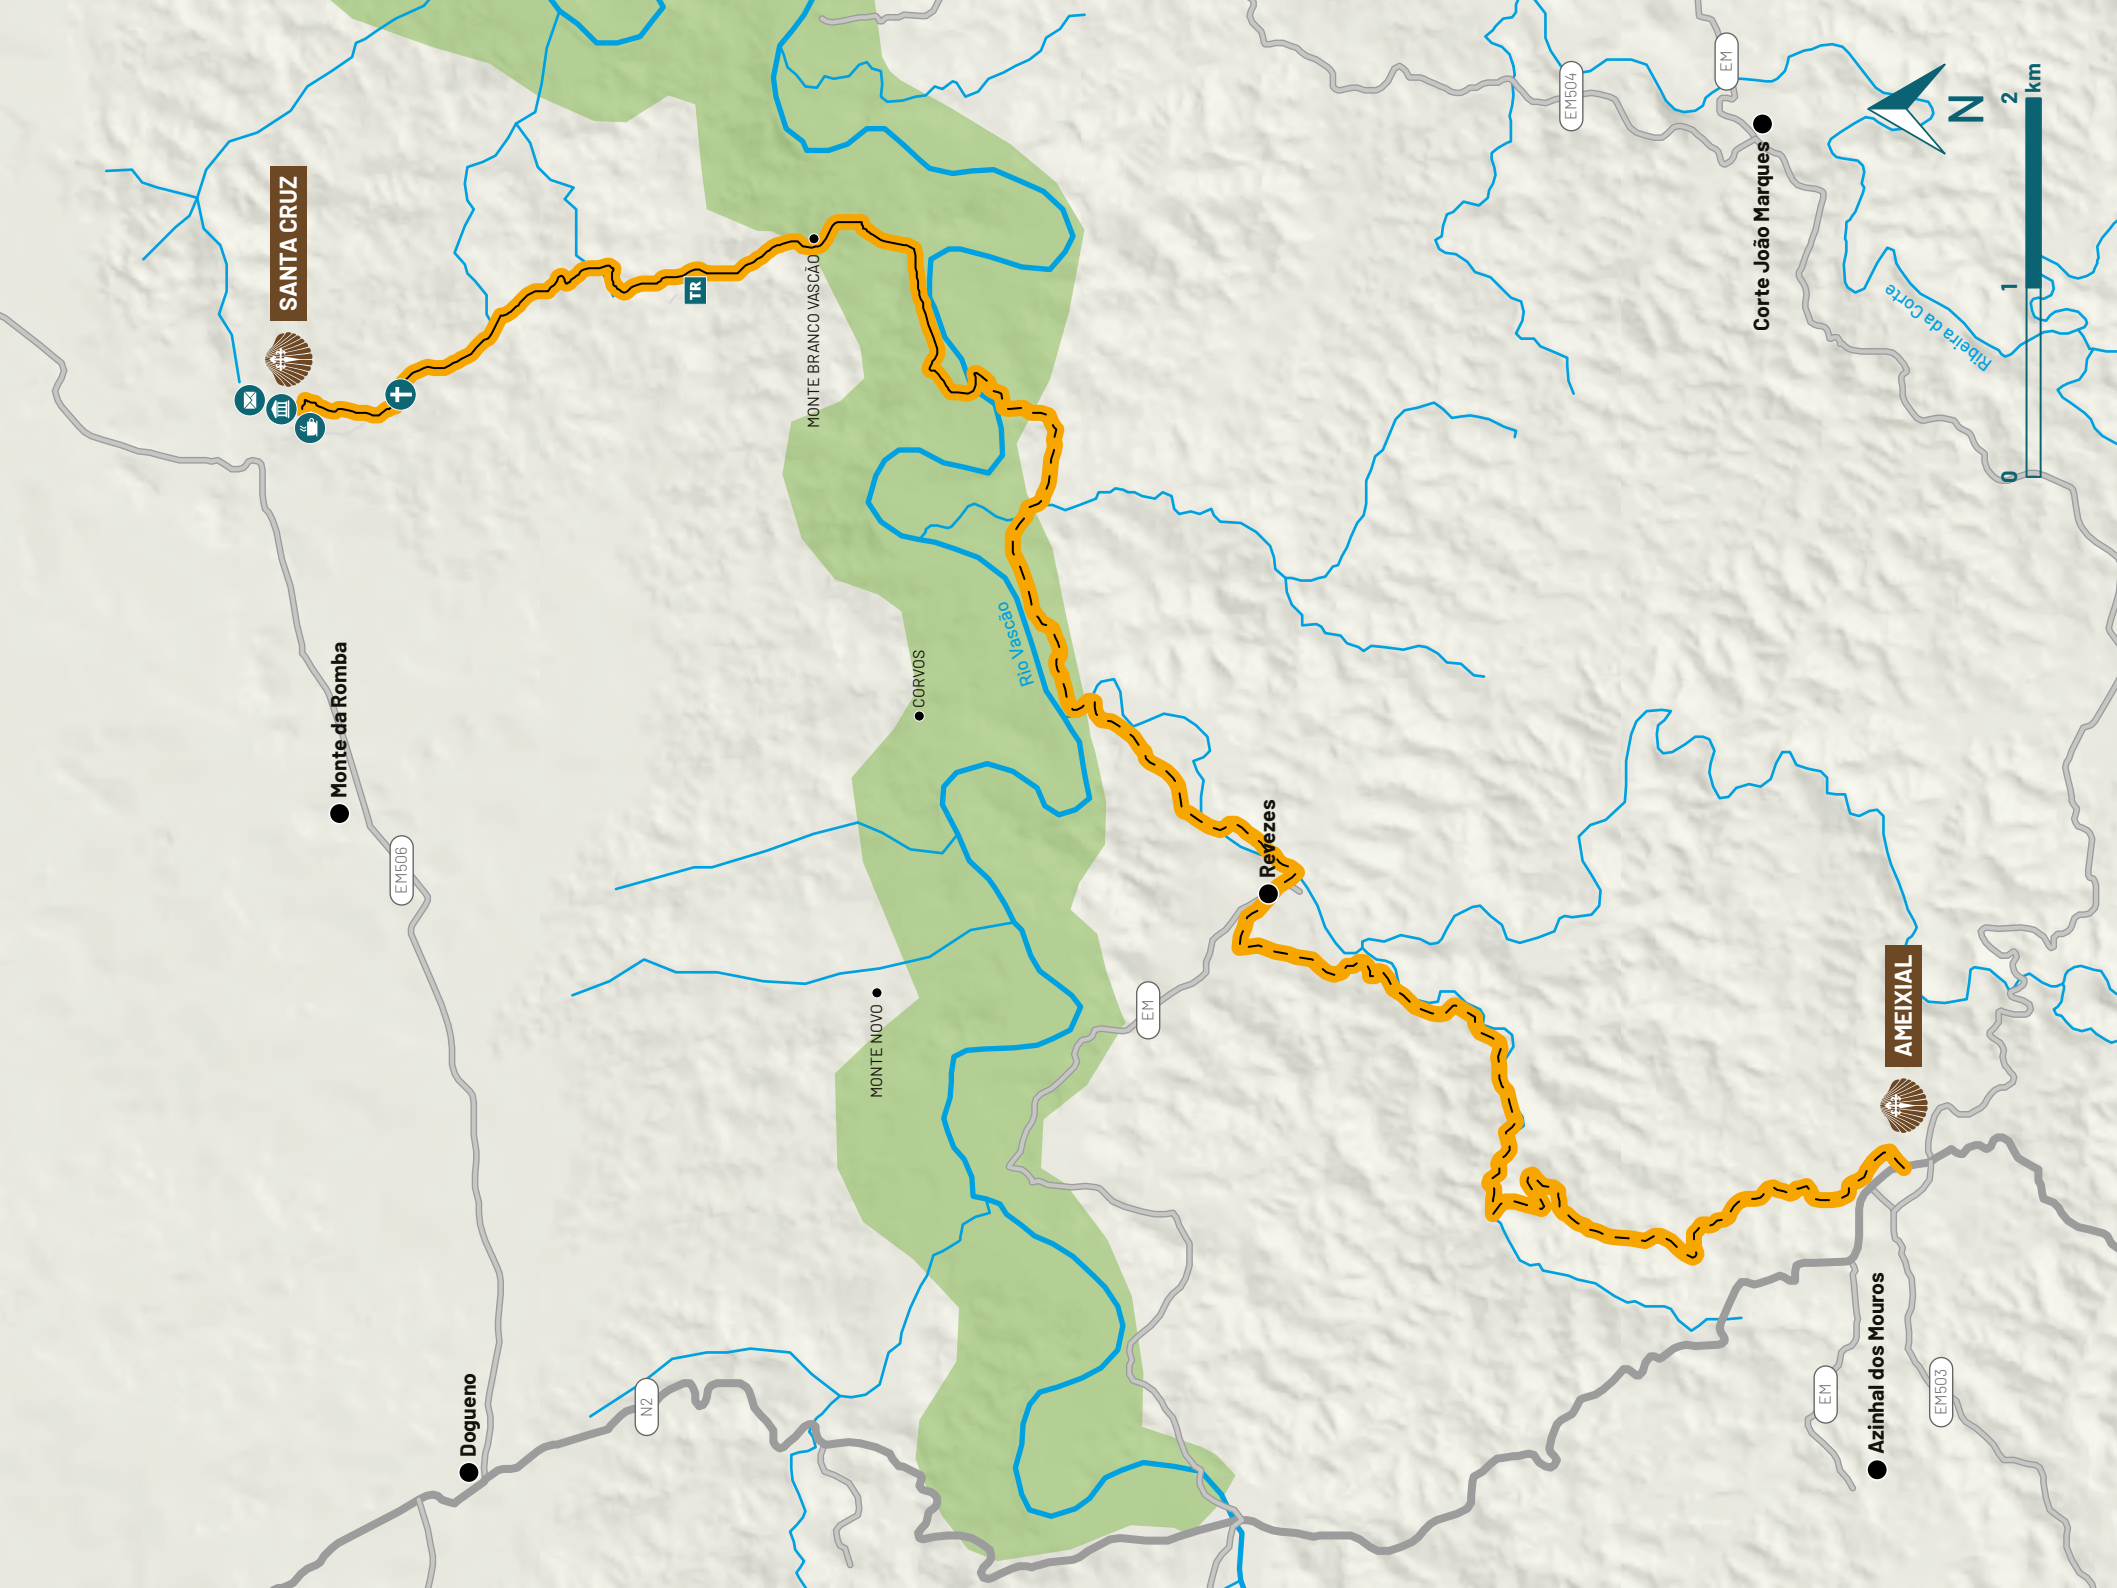 SANTA CRUZ
TR
MONTE BRANCO VASCÃO
Monte da Romba
EM506
CORVOS
Rio Vascão
MONTE NOVO
Revezes
EM
Dogueno
N2
EM504
EM
Corte João Marques
Ribeira da Corte
N
0
1
2
km
AMEIXIAL
EM
Azinhal dos Mouros
EM503